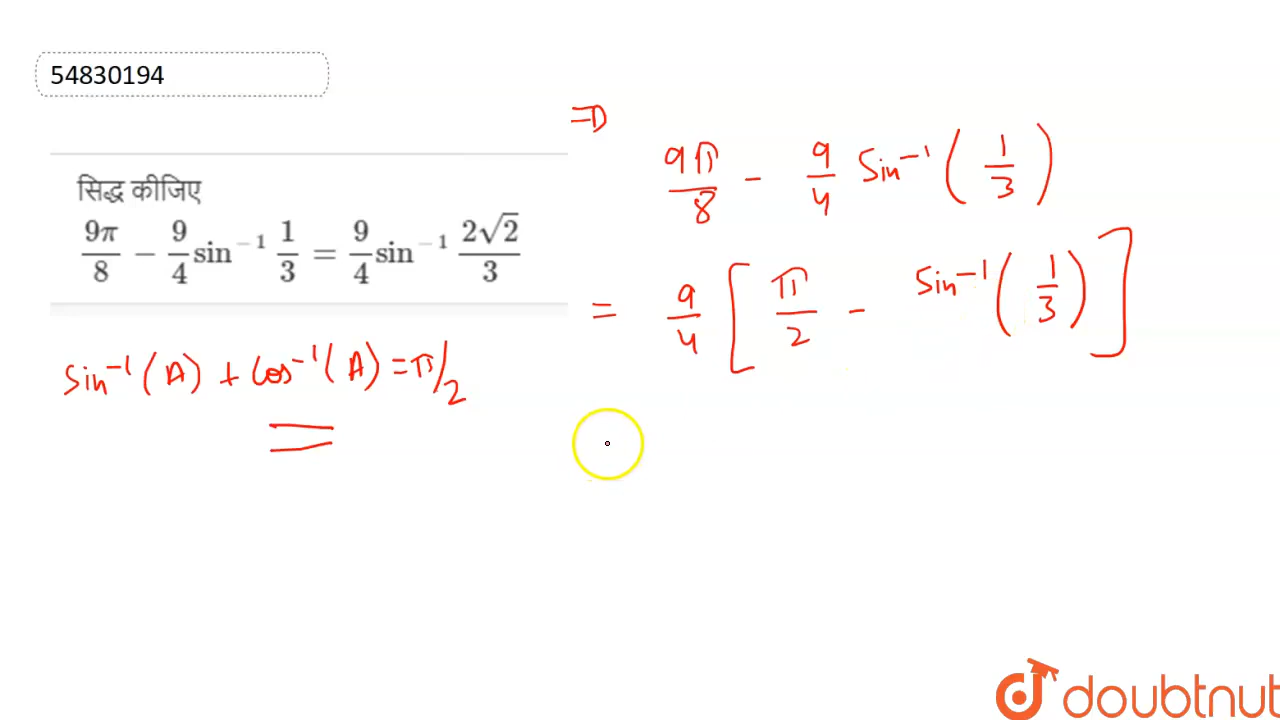 54830194
सिद्ध कीजिए
9π/8 − 9/4 sin⁻¹ 1/3 = 9/4 sin⁻¹ 2√2/3
sin⁻¹(A) + cos⁻¹(A) = π/2
⇒
9π/8 − 9/4 sin⁻¹(1/3)
= 9/4 [π/2 − sin⁻¹(1/3)]
doubtnut